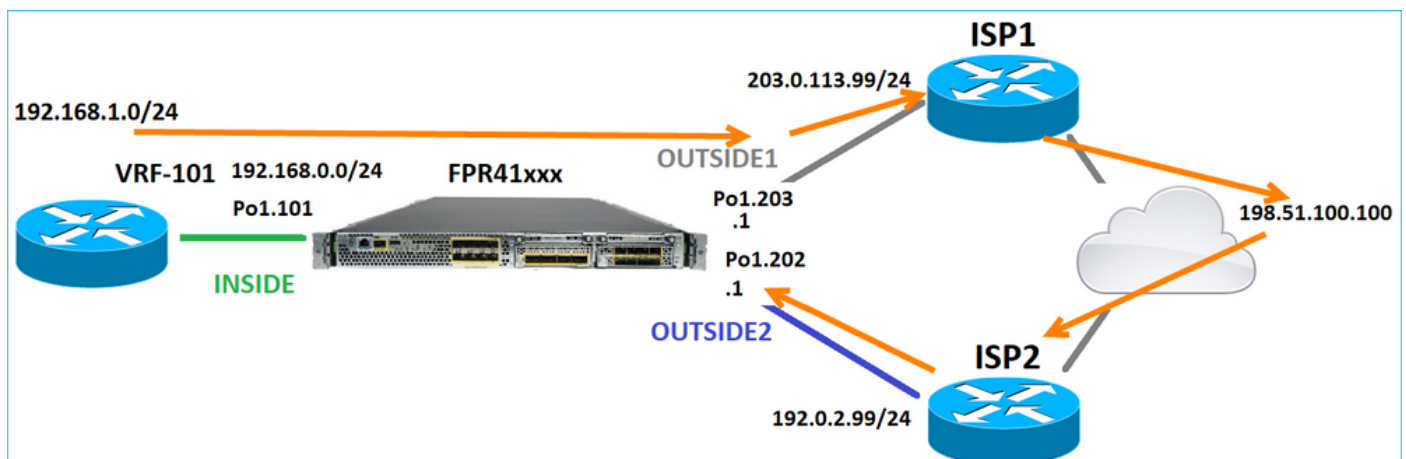 ISP1
203.0.113.99/24
192.168.1.0/24
OUTSIDE1
VRF-101
192.168.0.0/24
FPR41xxx
Po1.101
Po1.203
.1
198.51.100.100
Po1.202
.1
INSIDE
OUTSIDE2
ISP2
192.0.2.99/24